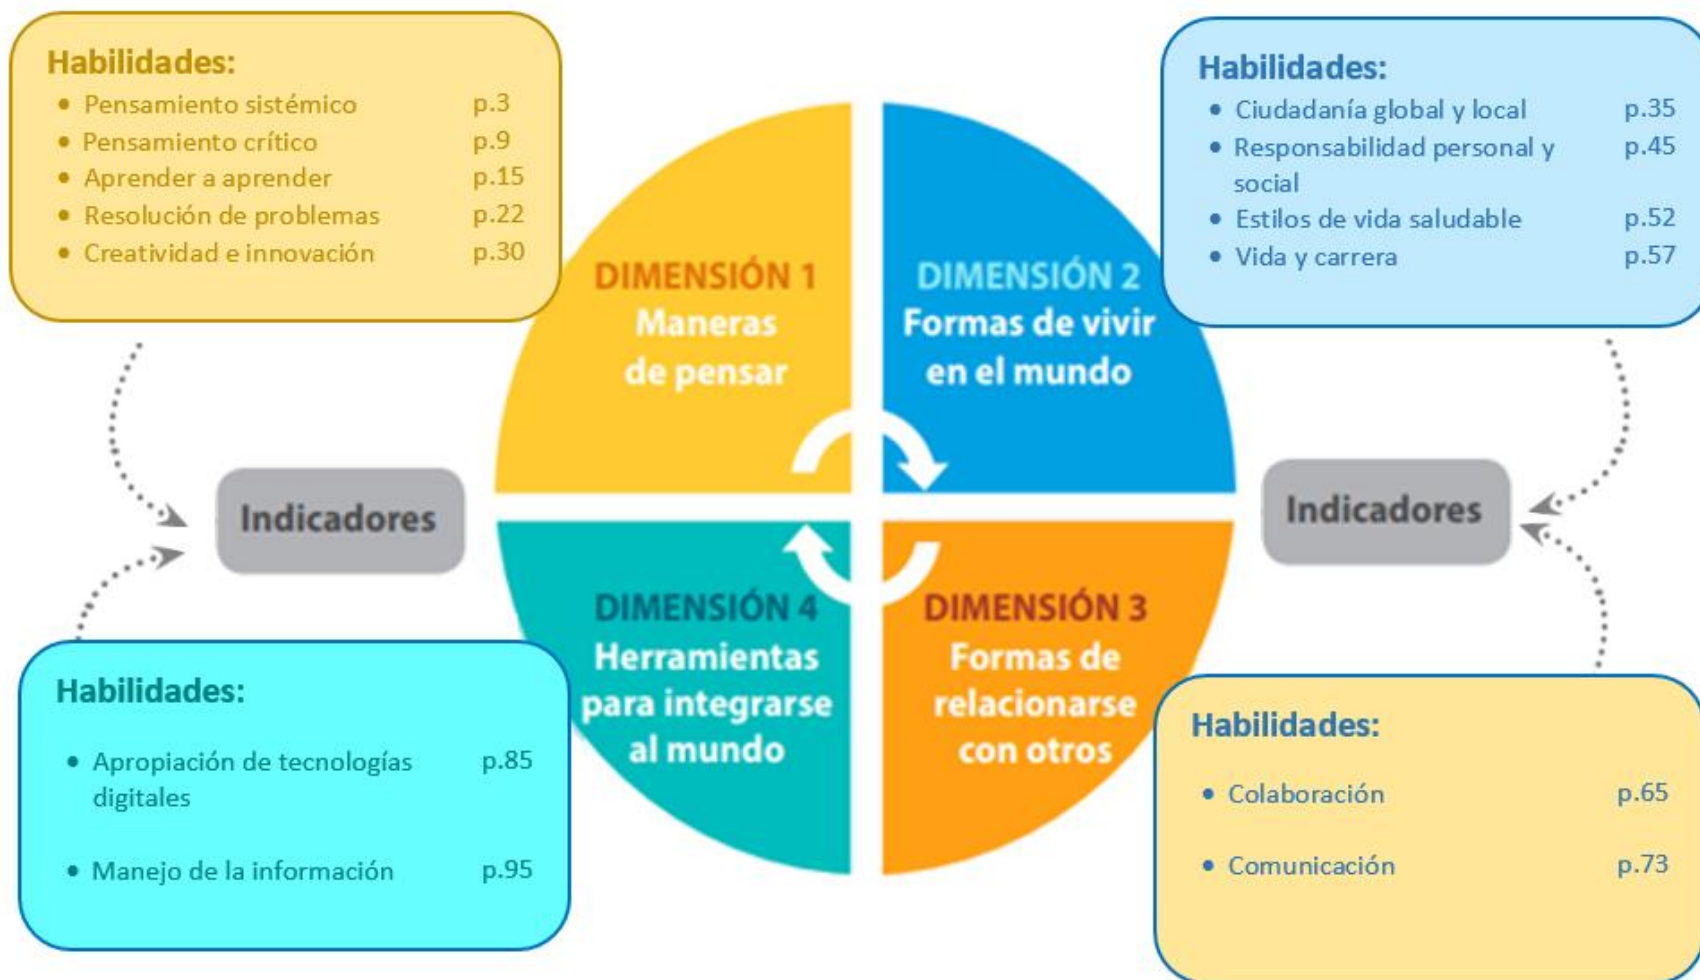 Habilidades:
• Pensamiento sistémico p.3
• Pensamiento crítico p.9
• Aprender a aprender p.15
• Resolución de problemas p.22
• Creatividad e innovación p.30
Habilidades:
• Ciudadanía global y local p.35
• Responsabilidad personal y p.45
social
• Estilos de vida saludable p.52
• Vida y carrera p.57
DIMENSIÓN 1
Maneras
de pensar
DIMENSIÓN 2
Formas de vivir
en el mundo
Indicadores
Indicadores
DIMENSIÓN 4
Herramientas
para integrarse
al mundo
DIMENSIÓN 3
Formas de
relacionarse
con otros
Habilidades:
• Apropiación de tecnologías p.85
digitales
• Manejo de la información p.95
Habilidades:
• Colaboración p.65
• Comunicación p.73